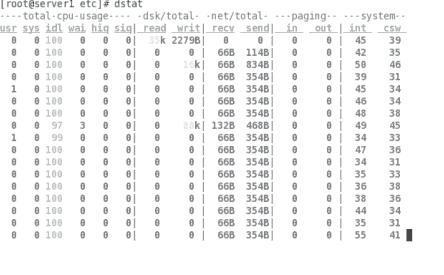 [root@server1 etc]# dstat
----total-cpu-usage---- -dsk/total- -net/total- ---paging-- ---system--
usr sys idl wai hiq siq| read  writ| recv  send|  in   out | int   csw
0   0 100   0   0   0|    k 2279B|   0     0 |   0     0 |  45    39
0   0 100   0   0   0|   0     0 |  66B  114B|   0     0 |  42    35
0   0 100   0   0   0|   0      k|  66B  834B|   0     0 |  50    46
0   0 100   0   0   0|   0     0 |  66B  354B|   0     0 |  39    31
1   0 100   0   0   0|   0     0 |  66B  354B|   0     0 |  45    34
0   0 100   0   0   0|   0     0 |  66B  354B|   0     0 |  46    34
0   0 100   0   0   0|   0     0 |  66B  354B|   0     0 |  48    38
0   0  97   3   0   0|   0      k| 132B  468B|   0     0 |  49    45
1   0  99   0   0   0|   0     0 |  66B  354B|   0     0 |  34    33
0   0 100   0   0   0|   0     0 |  66B  354B|   0     0 |  47    36
0   0 100   0   0   0|   0     0 |  66B  354B|   0     0 |  34    31
0   0 100   0   0   0|   0     0 |  66B  354B|   0     0 |  35    33
0   0 100   0   0   0|   0     0 |  66B  354B|   0     0 |  36    38
0   0 100   0   0   0|   0     0 |  66B  354B|   0     0 |  38    36
0   0 100   0   0   0|   0     0 |  66B  354B|   0     0 |  44    34
0   0 100   0   0   0|   0     0 |  66B  354B|   0     0 |  35    31
0   0 100   0   0   0|   0     0 |  66B  354B|   0     0 |  55    41